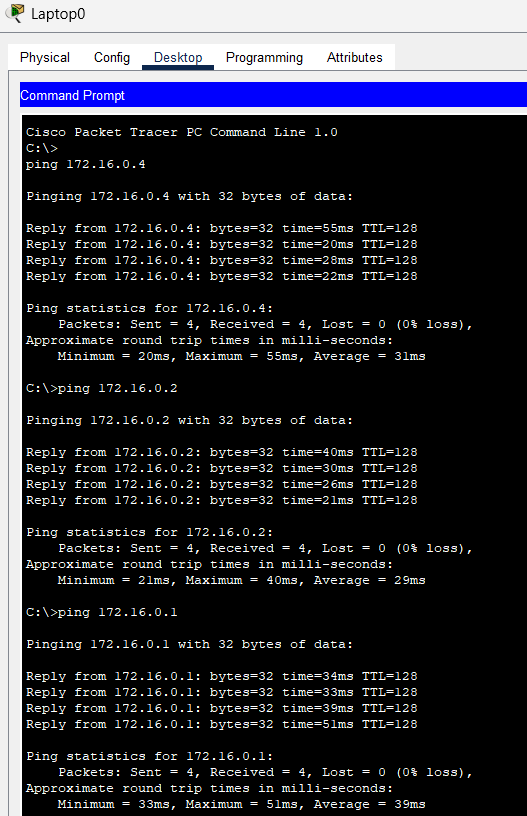 Laptop0
Physical Config Desktop Programming Attributes
Command Prompt
Cisco Packet Tracer PC Command Line 1.0
C:\>
ping 172.16.0.4
Pinging 172.16.0.4 with 32 bytes of data:
Reply from 172.16.0.4: bytes=32 time=55ms TTL=128
Reply from 172.16.0.4: bytes=32 time=20ms TTL=128
Reply from 172.16.0.4: bytes=32 time=28ms TTL=128
Reply from 172.16.0.4: bytes=32 time=22ms TTL=128
Ping statistics for 172.16.0.4:
Packets: Sent = 4, Received = 4, Lost = 0 (0% loss),
Approximate round trip times in milli-seconds:
Minimum = 20ms, Maximum = 55ms, Average = 31ms
C:\>ping 172.16.0.2
Pinging 172.16.0.2 with 32 bytes of data:
Reply from 172.16.0.2: bytes=32 time=40ms TTL=128
Reply from 172.16.0.2: bytes=32 time=30ms TTL=128
Reply from 172.16.0.2: bytes=32 time=26ms TTL=128
Reply from 172.16.0.2: bytes=32 time=21ms TTL=128
Ping statistics for 172.16.0.2:
Packets: Sent = 4, Received = 4, Lost = 0 (0% loss),
Approximate round trip times in milli-seconds:
Minimum = 21ms, Maximum = 40ms, Average = 29ms
C:\>ping 172.16.0.1
Pinging 172.16.0.1 with 32 bytes of data:
Reply from 172.16.0.1: bytes=32 time=34ms TTL=128
Reply from 172.16.0.1: bytes=32 time=33ms TTL=128
Reply from 172.16.0.1: bytes=32 time=39ms TTL=128
Reply from 172.16.0.1: bytes=32 time=51ms TTL=128
Ping statistics for 172.16.0.1:
Packets: Sent = 4, Received = 4, Lost = 0 (0% loss),
Approximate round trip times in milli-seconds:
Minimum = 33ms, Maximum = 51ms, Average = 39ms